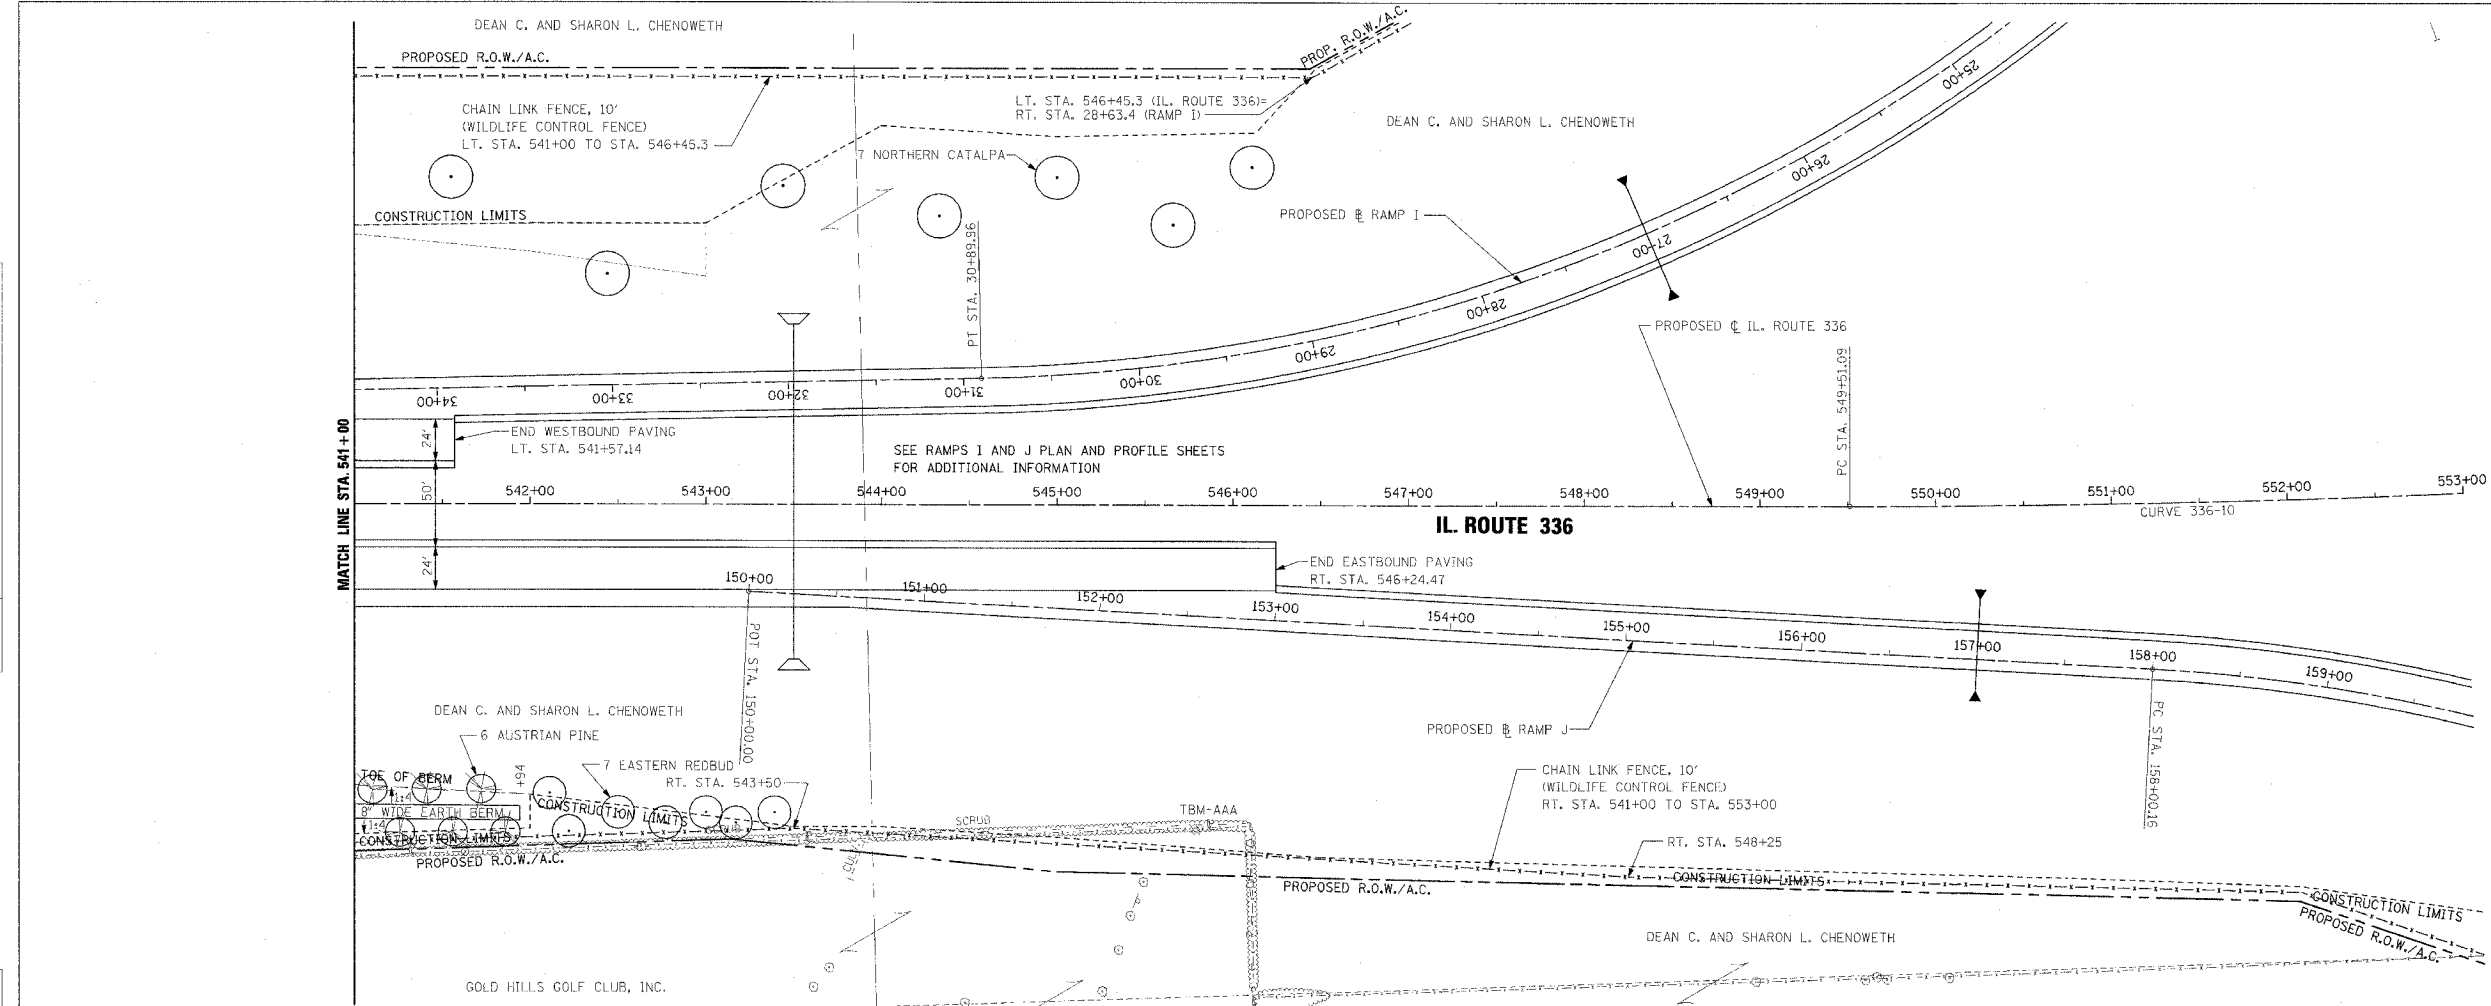 DEAN C. AND SHARON L. CHENOWETH
PROPOSED R.O.W./A.C.
PROP. R.O.W./A.C.
CHAIN LINK FENCE, 10'
(WILDLIFE CONTROL FENCE)
LT. STA. 541+00 TO STA. 546+45.3
LT. STA. 546+45.3 (IL. ROUTE 336)=
RT. STA. 28+63.4 (RAMP I)
DEAN C. AND SHARON L. CHENOWETH
7 NORTHERN CATALPA
CONSTRUCTION LIMITS
PROPOSED ⅊ RAMP I
25+00
26+00
27+00
28+00
29+00
30+00
31+00
32+00
33+00
34+00
PT STA. 30+89.96
PROPOSED ℄ IL. ROUTE 336
PC STA. 549+51.09
MATCH LINE STA. 541+00
24'
50'
24'
END WESTBOUND PAVING
LT. STA. 541+57.14
SEE RAMPS I AND J PLAN AND PROFILE SHEETS
FOR ADDITIONAL INFORMATION
542+00
543+00
544+00
545+00
546+00
547+00
548+00
549+00
550+00
551+00
552+00
553+00
CURVE 336-10
IL. ROUTE 336
END EASTBOUND PAVING
RT. STA. 546+24.47
150+00
151+00
152+00
153+00
154+00
155+00
156+00
157+00
158+00
159+00
POT STA. 150+00.00
PC STA. 158+00.16
PROPOSED ⅊ RAMP J
DEAN C. AND SHARON L. CHENOWETH
6 AUSTRIAN PINE
+94
7 EASTERN REDBUD
RT. STA. 543+50
TOE OF BERM
1:4
8" WIDE EARTH BERM
1:4
CONSTRUCTION LIMITS
CONSTRUCTION LIMITS
PROPOSED R.O.W./A.C.
SCRUB
TBM-AAA
CHAIN LINK FENCE, 10'
(WILDLIFE CONTROL FENCE)
RT. STA. 541+00 TO STA. 553+00
RT. STA. 548+25
CONSTRUCTION LIMITS
PROPOSED R.O.W./A.C.
CONSTRUCTION LIMITS
PROPOSED R.O.W./A.C.
DEAN C. AND SHARON L. CHENOWETH
GOLD HILLS GOLF CLUB, INC.